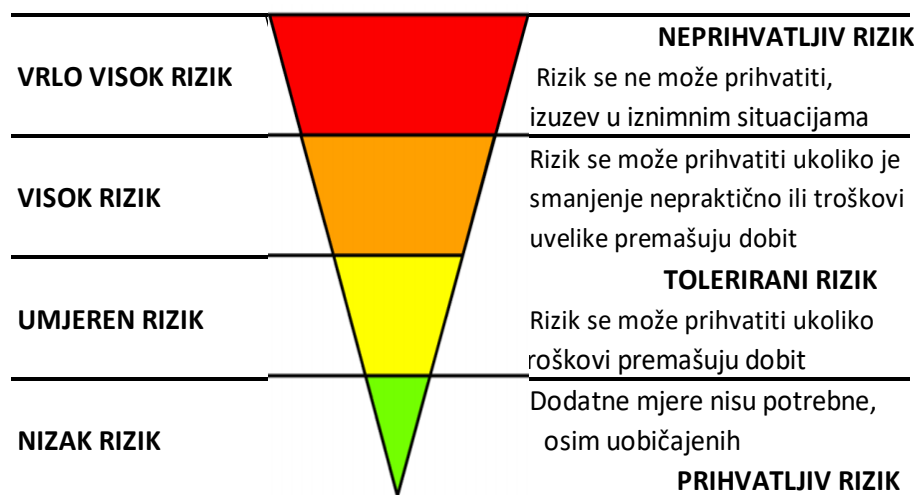 NEPRIHVATLJIV RIZIK
VRLO VISOK RIZIK
Rizik se ne može prihvatiti,
izuzev u iznimnim situacijama
VISOK RIZIK
Rizik se može prihvatiti ukoliko je
smanjenje nepraktično ili troškovi
uvelike premašuju dobit
TOLERIRANI RIZIK
UMJEREN RIZIK
Rizik se može prihvatiti ukoliko
roškovi premašuju dobit
NIZAK RIZIK
Dodatne mjere nisu potrebne,
osim uobičajenih
PRIHVATLJIV RIZIK